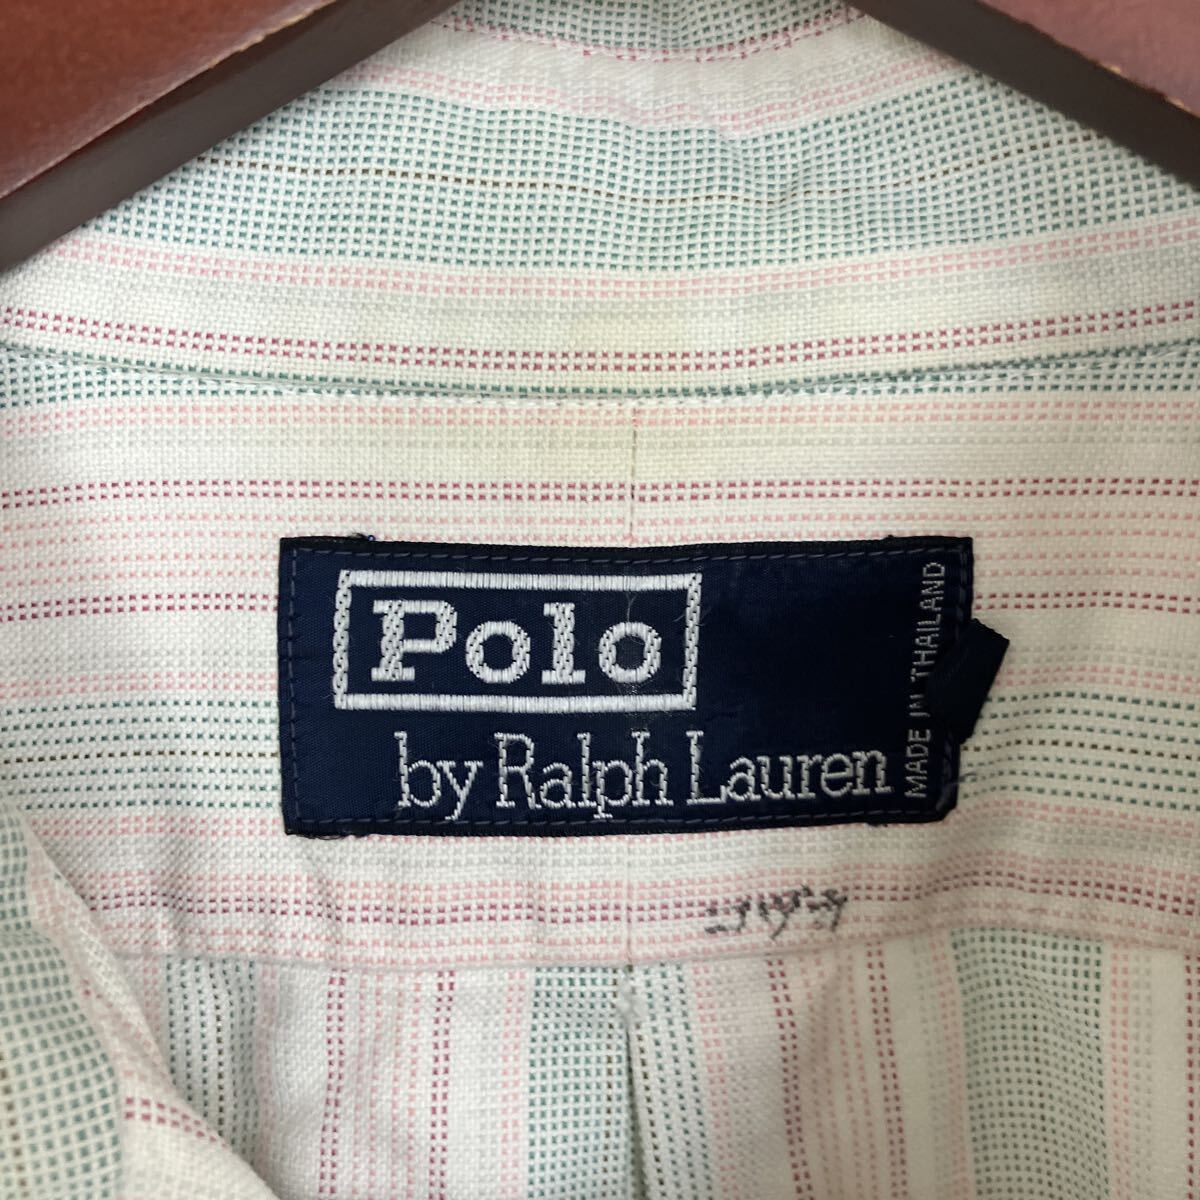 Polo
by Ralph Lauren
MADE IN THAILAND